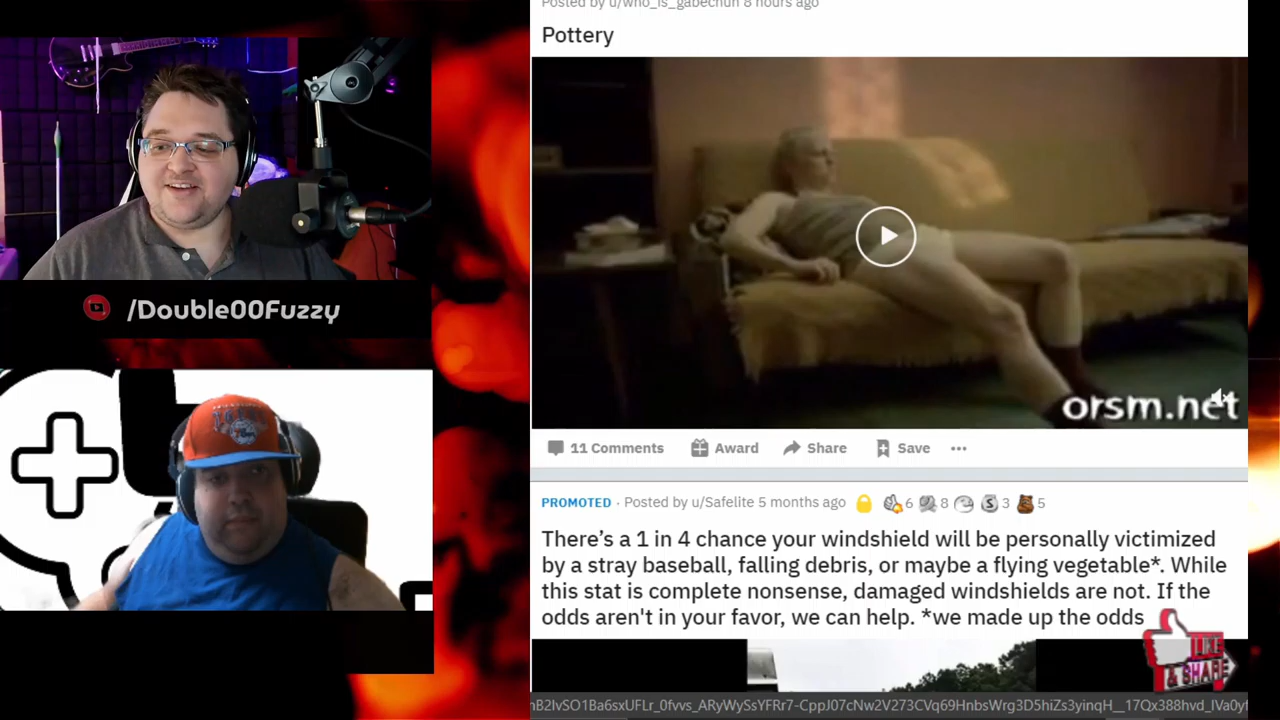 /Double00Fuzzy
Posted by u/who_is_gabechun 8 hours ago
Pottery
orsm.net
11 Comments Award Share Save ...
PROMOTED · Posted by u/Safelite 5 months ago 6 8 3 5
There's a 1 in 4 chance your windshield will be personally victimized
by a stray baseball, falling debris, or maybe a flying vegetable*. While
this stat is complete nonsense, damaged windshields are not. If the
odds aren't in your favor, we can help. *we made up the odds
LIKE
& SHARE